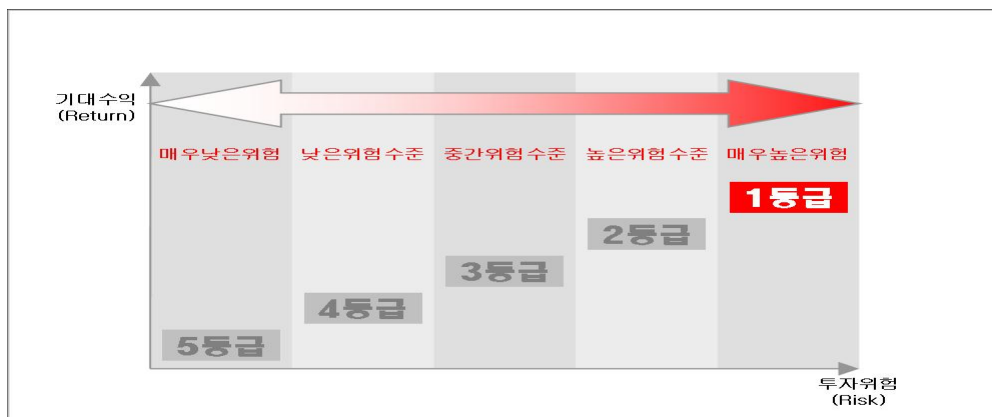 기대수익
(Return)
매우낮은위험 낮은위험수준 중간위험수준 높은위험수준 매우높은위험
1등급
2등급
3등급
4등급
5등급
투자위험
(Risk)